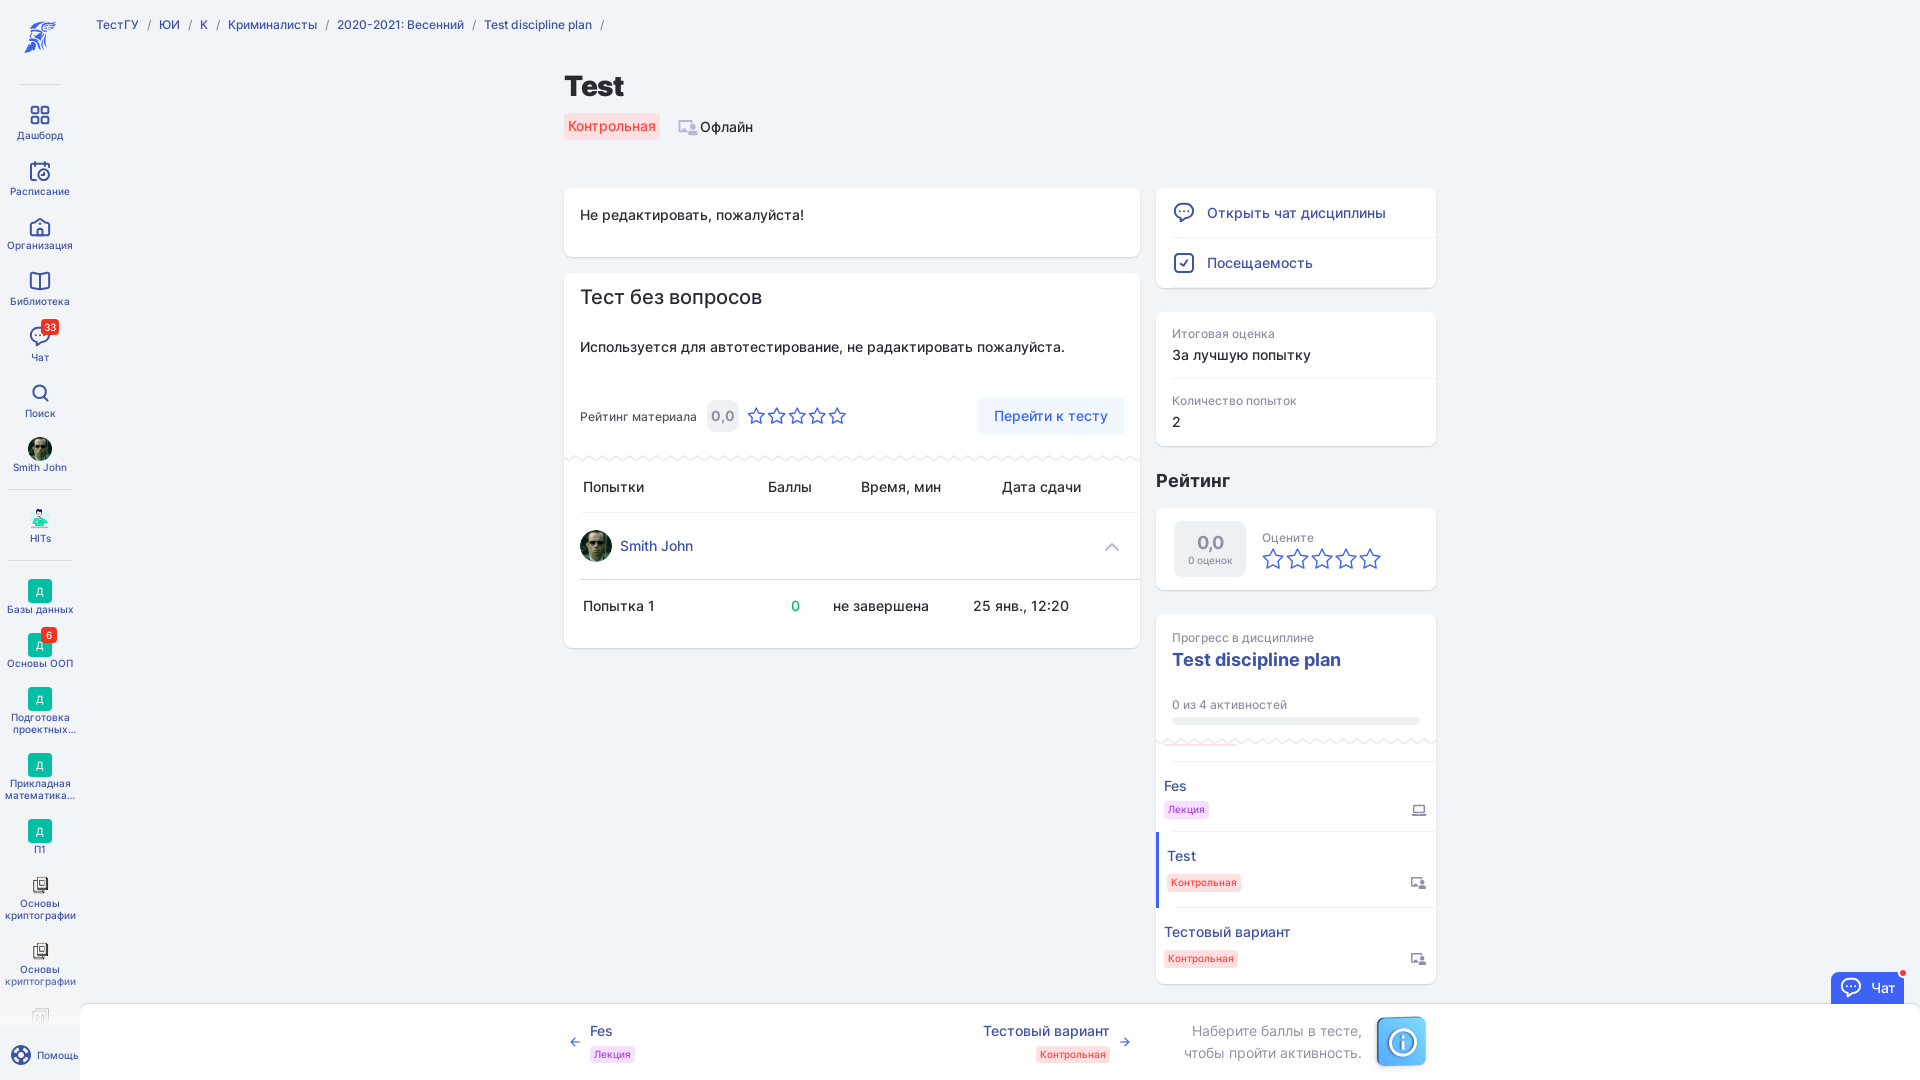 ТестГУ / ЮИ / К / Криминалисты / 2020-2021: Весенний / Test discipline plan /
Дашборд
Расписание
Организация
Библиотека
33
Чат
Поиск
Smith John
HITs
Д
Базы данных
6
Д
Основы ООП
Д
Подготовка
проектных...
Д
Прикладная
математика...
Д
П1
Основы
криптографии
Основы
криптографии
Помощь
Test
Контрольная
Офлайн
Не редактировать, пожалуйста!
Тест без вопросов
Используется для автотестирование, не радактировать пожалуйста.
Рейтинг материала 0,0
Перейти к тесту
Попытки Баллы Время, мин Дата сдачи
Smith John
Попытка 1 0 не завершена 25 янв., 12:20
Открыть чат дисциплины
Посещаемость
Итоговая оценка
За лучшую попытку
Количество попыток
2
Рейтинг
0,0
0 оценок
Оцените
Прогресс в дисциплине
Test discipline plan
0 из 4 активностей
Fes
Лекция
Test
Контрольная
Тестовый вариант
Контрольная
Чат
Fes
Лекция
Тестовый вариант
Контрольная
Наберите баллы в тесте,
чтобы пройти активность.